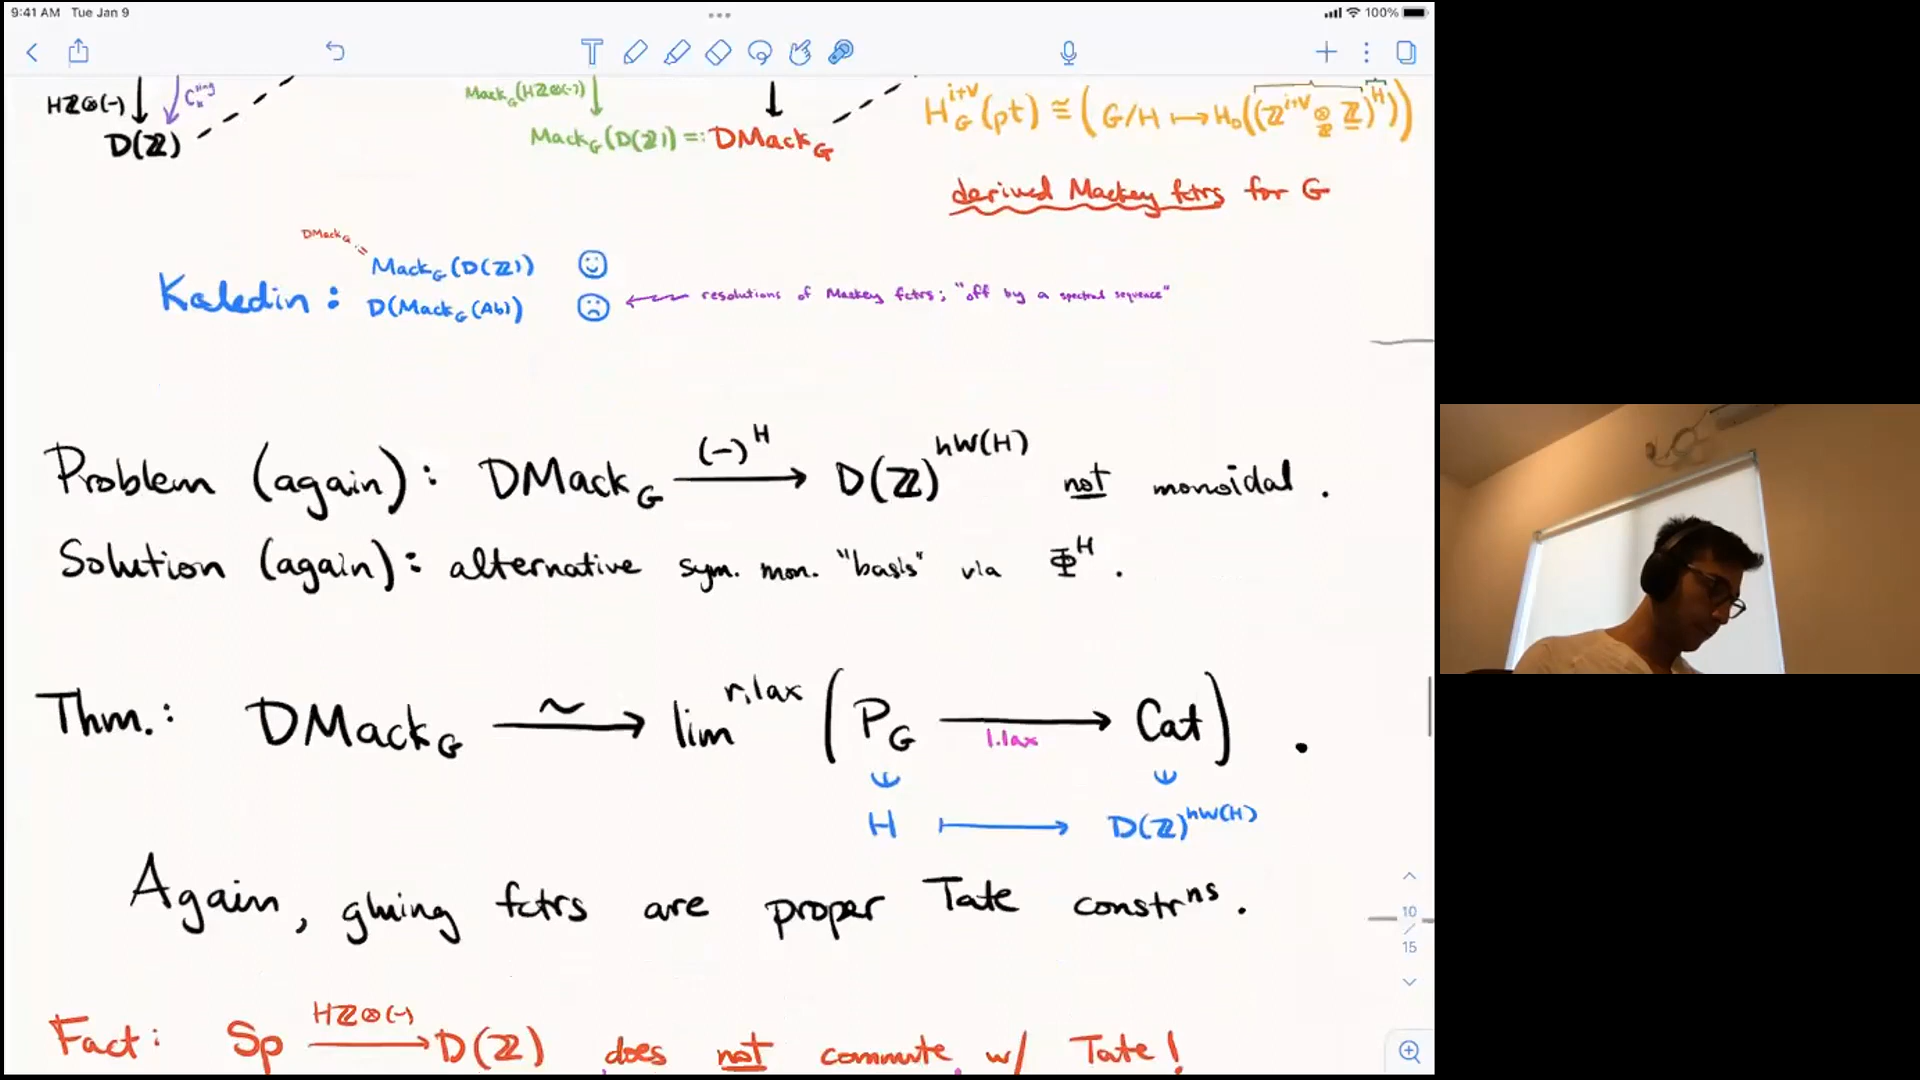 9:41 AM Tue Jan 9
100%
HZ⊗(-)
D(Z)
Mack_G(HZ⊗(-))
Mack_G(D(Z)) =: DMack_G
H_G^{i+V}(pt) ≅ (G/H ↦ H_0((Z^{i+V} ⊗_Z Z)^H))
derived Mackey fctrs for G
DMack_G :=
Kaledin: Mack_G(D(Z)) ☺
D(Mack_G(Ab)) ☹ resolutions of Mackey fctrs; "off by a spectral sequence"
Problem (again): DMack_G —(-)^H→ D(Z)^{hW(H)} not monoidal.
Solution (again): alternative sym. mon. "basis" via Φ^H.
Thm.: DMack_G —~→ lim^{r.lax} (P_G —l.lax→ Cat).
H ↦ D(Z)^{hW(H)}
Again, gluing fctrs are proper Tate constr^{ns}.
10
/
15
Fact: Sp —HZ⊗(-)→ D(Z) does not commute w/ Tate!